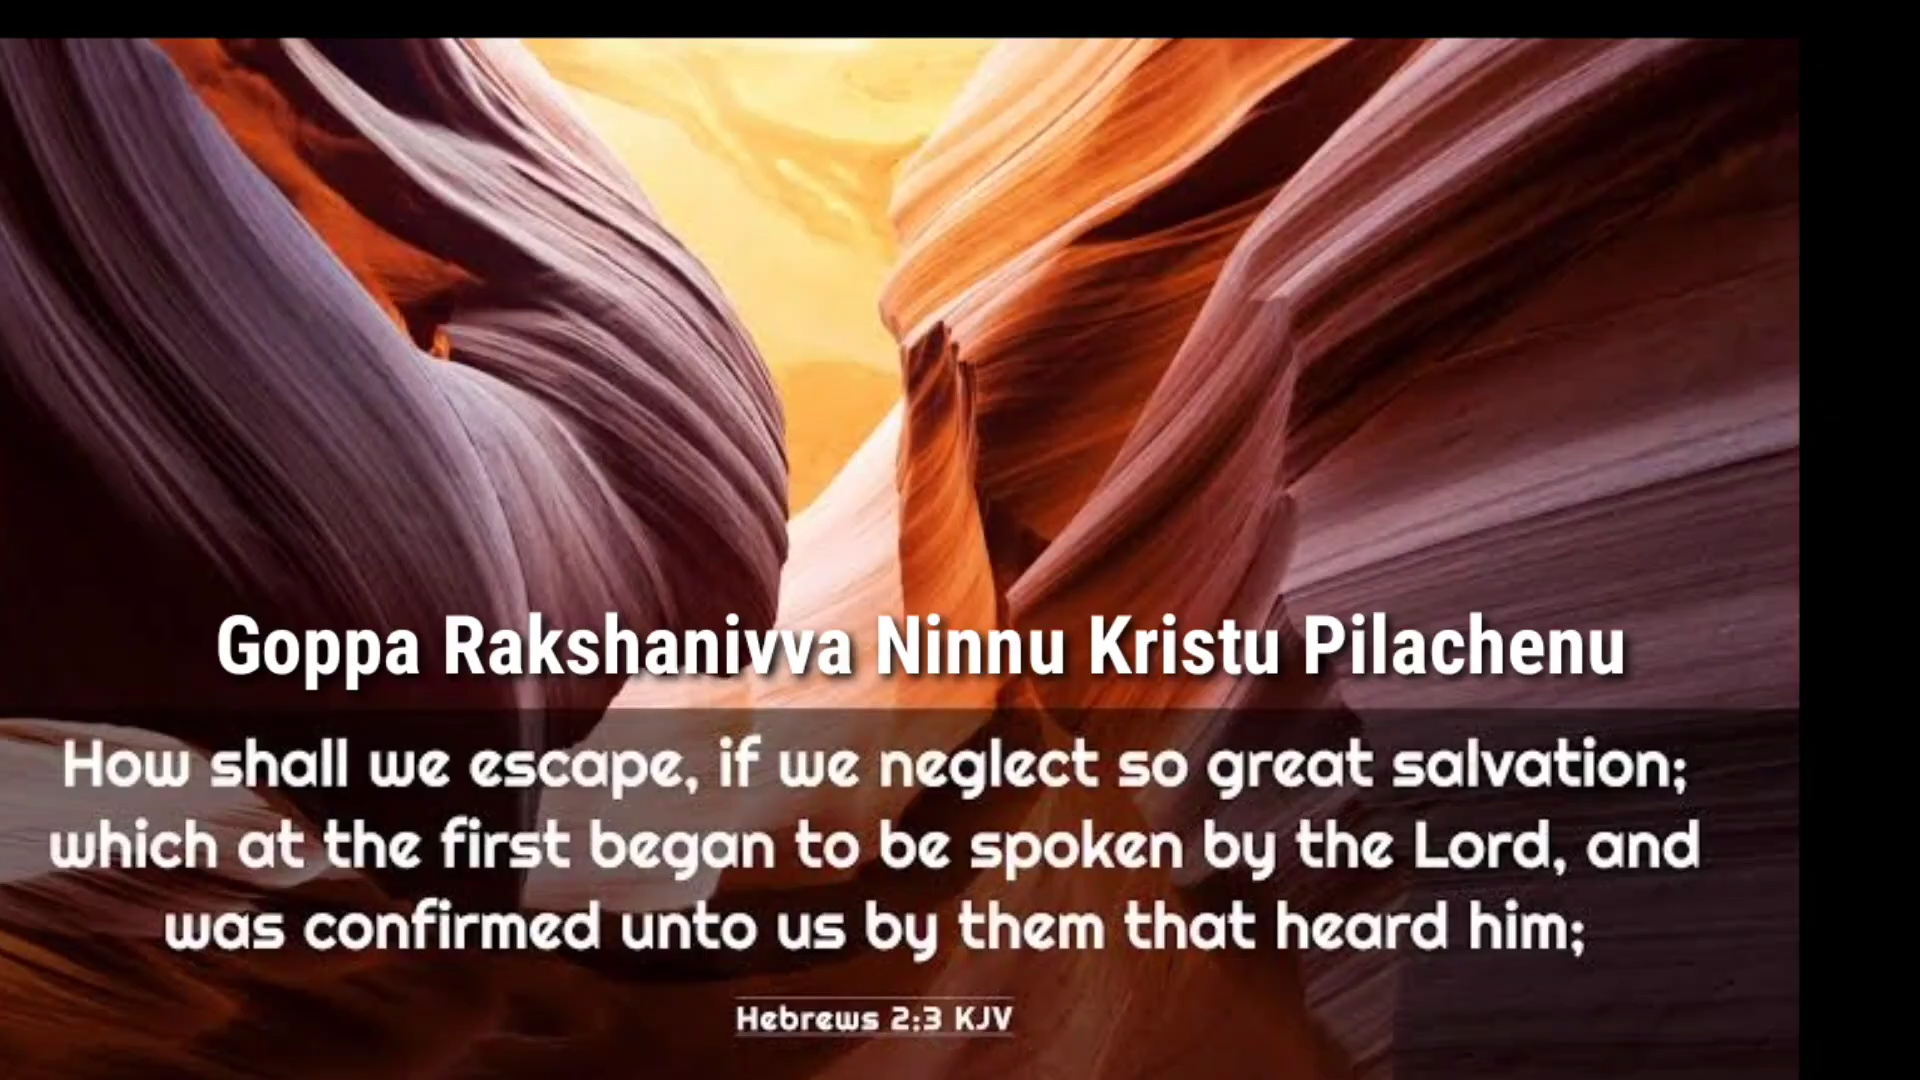 Goppa Rakshanivva Ninnu Kristu Pilachenu
How shall we escape, if we neglect so great salvation;
which at the first began to be spoken by the Lord, and
was confirmed unto us by them that heard him;
Hebrews 2:3 KJV